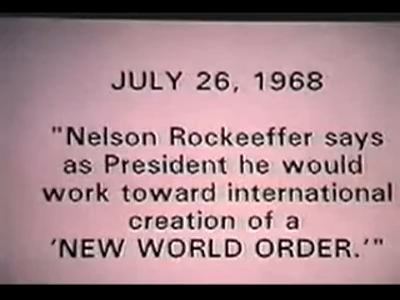 JULY 26, 1968
"Nelson Rockeeffer says
as President he would
work toward international
creation of a
'NEW WORLD ORDER.'"